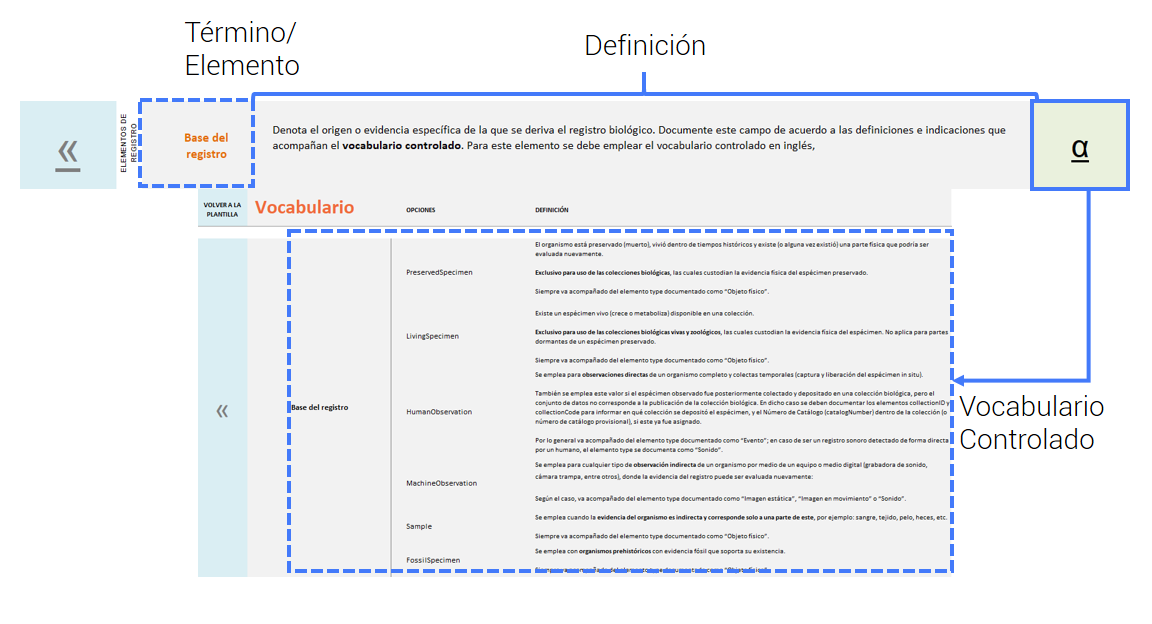 Término/
Elemento
Definición
«
ELEMENTOS DE
REGISTRO
Base del
registro
Denota el origen o evidencia específica de la que se deriva el registro biológico. Documente este campo de acuerdo a las definiciones e indicaciones que
acompañan el vocabulario controlado. Para este elemento se debe emplear el vocabulario controlado en inglés,
α
VOLVER A LA
PLANTILLA
Vocabulario
OPCIONES
DEFINICIÓN
«
Base del registro
PreservedSpecimen
El organismo está preservado (muerto), vivió dentro de tiempos históricos y existe (o alguna vez existió) una parte física que podría ser
evaluada nuevamente.
Exclusivo para uso de las colecciones biológicas, las cuales custodian la evidencia física del espécimen preservado.
Siempre va acompañado del elemento type documentado como "Objeto físico".
LivingSpecimen
Existe un espécimen vivo (crece o metaboliza) disponible en una colección.
Exclusivo para uso de las colecciones biológicas vivas y zoológicos, las cuales custodian la evidencia física del espécimen. No aplica para partes
dormantes de un espécimen preservado.
Siempre va acompañado del elemento type documentado como "Objeto físico".
HumanObservation
Se emplea para observaciones directas de un organismo completo y colectas temporales (captura y liberación del espécimen in situ).
También se emplea este valor si el espécimen observado fue posteriormente colectado y depositado en una colección biológica, pero el
conjunto de datos no corresponde a la publicación de la colección biológica. En dicho caso se deben documentar los elementos collectionID y
collectionCode para informar en qué colección se depositó el espécimen, y el Número de Catálogo (catalogNumber) dentro de la colección (o
número de catálogo provisional), si este ya fue asignado.
Por lo general va acompañado del elemento type documentado como "Evento"; en caso de ser un registro sonoro detectado de forma directa
por un humano, el elemento type se documenta como "Sonido".
MachineObservation
Se emplea para cualquier tipo de observación indirecta de un organismo por medio de un equipo o medio digital (grabadora de sonido,
cámara trampa, entre otros), donde la evidencia del registro puede ser evaluada nuevamente:
Según el caso, va acompañado del elemento type documentado como "Imagen estática", "Imagen en movimiento" o "Sonido".
Sample
Se emplea cuando la evidencia del organismo es indirecta y corresponde solo a una parte de este, por ejemplo: sangre, tejido, pelo, heces, etc.
Siempre va acompañado del elemento type documentado como "Objeto físico".
FossilSpecimen
Se emplea con organismos prehistóricos con evidencia fósil que soporta su existencia.
Siempre va acompañado del elemento type documentado como "Objeto físico"
Vocabulario
Controlado